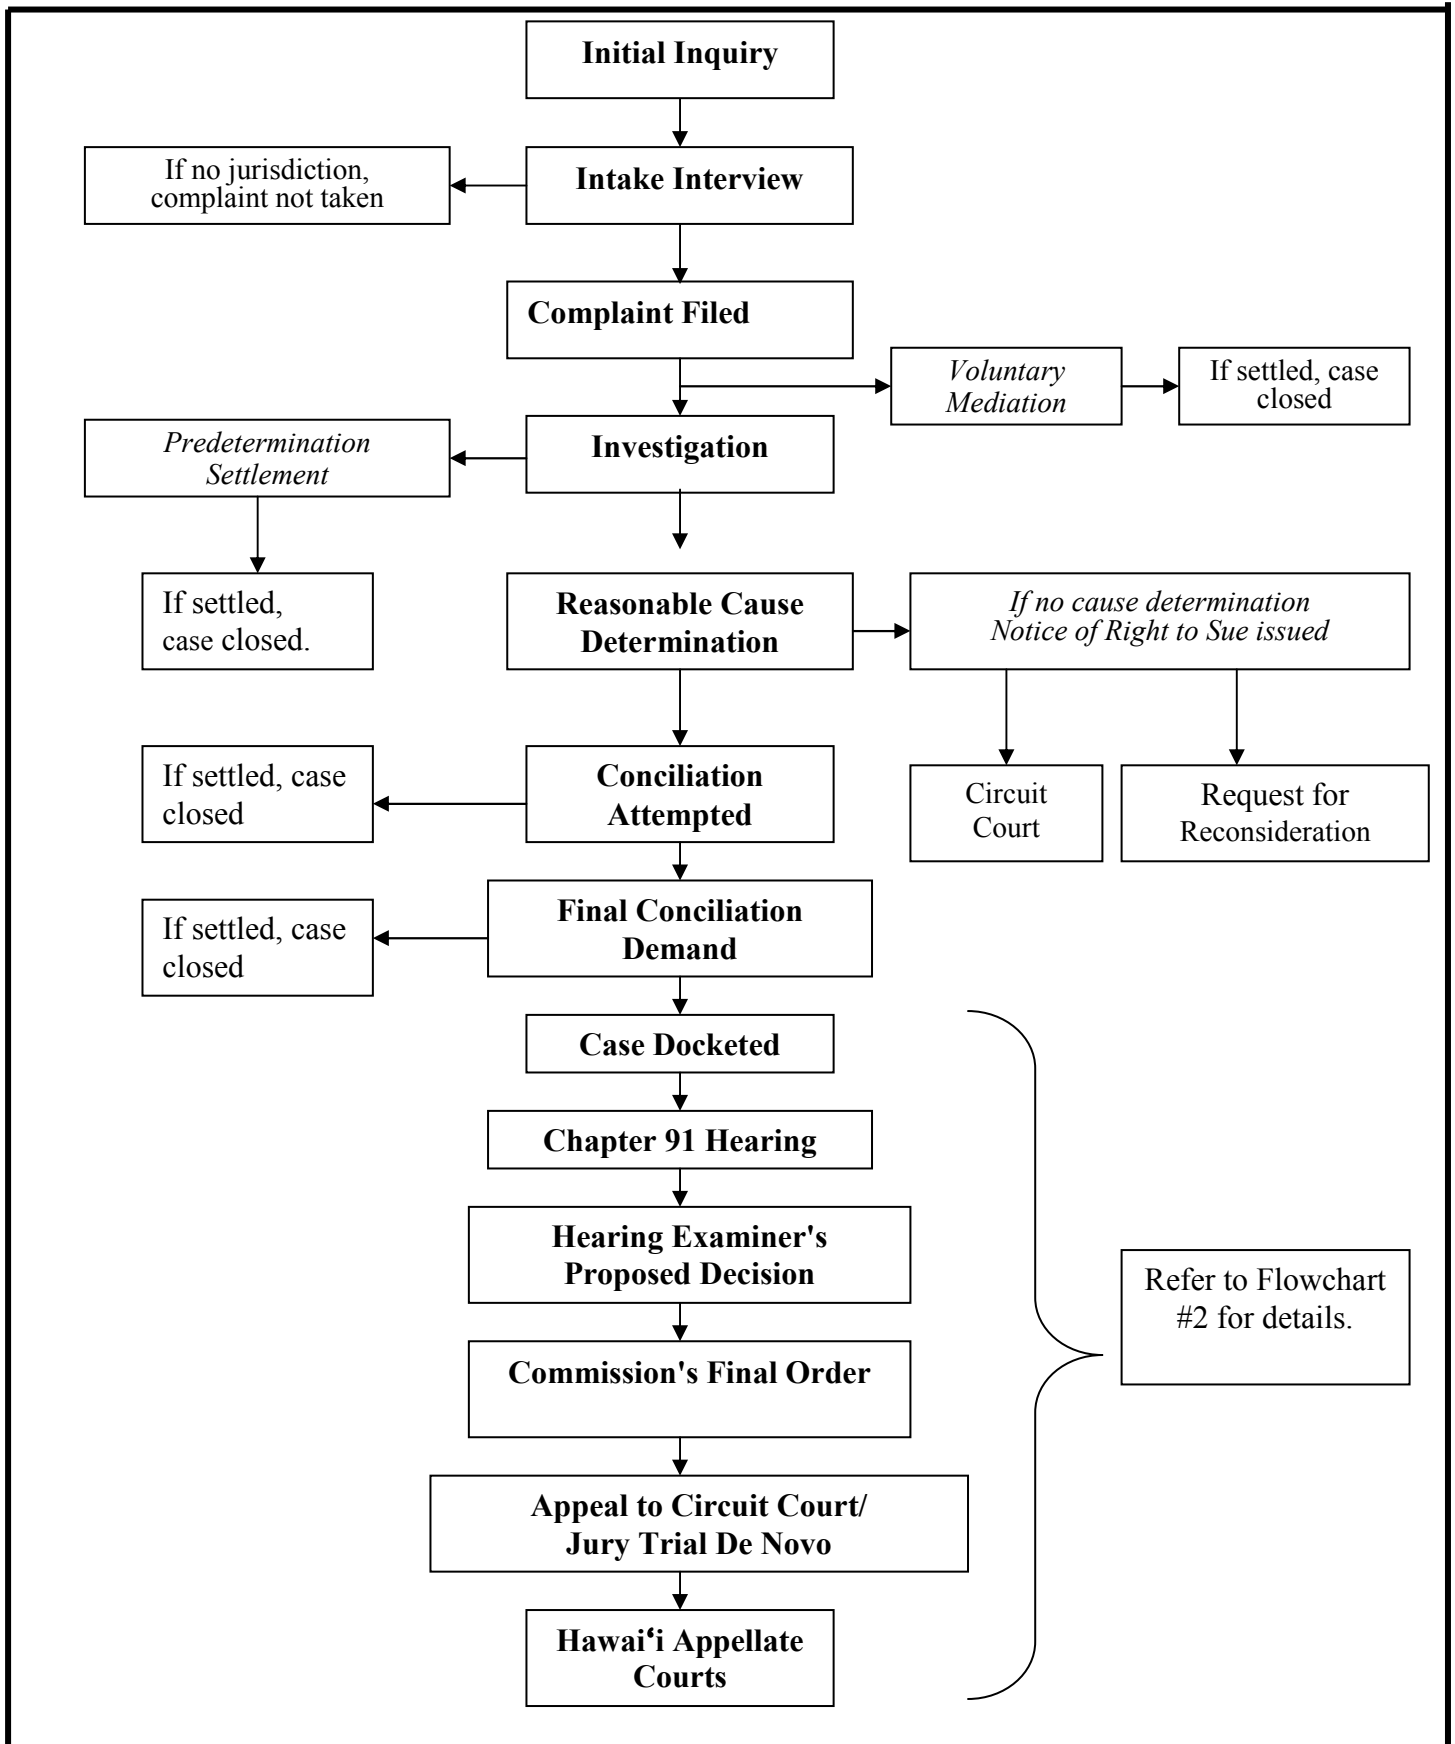 Initial Inquiry
If no jurisdiction,
complaint not taken
Intake Interview
Complaint Filed
Voluntary
Mediation
If settled, case
closed
Predetermination
Settlement
Investigation
If settled,
case closed.
Reasonable Cause
Determination
If no cause determination
Notice of Right to Sue issued
If settled, case
closed
Conciliation
Attempted
Circuit
Court
Request for
Reconsideration
If settled, case
closed
Final Conciliation
Demand
Case Docketed
Chapter 91 Hearing
Hearing Examiner's
Proposed Decision
Refer to Flowchart
#2 for details.
Commission's Final Order
Appeal to Circuit Court/
Jury Trial De Novo
Hawaiʻi Appellate
Courts